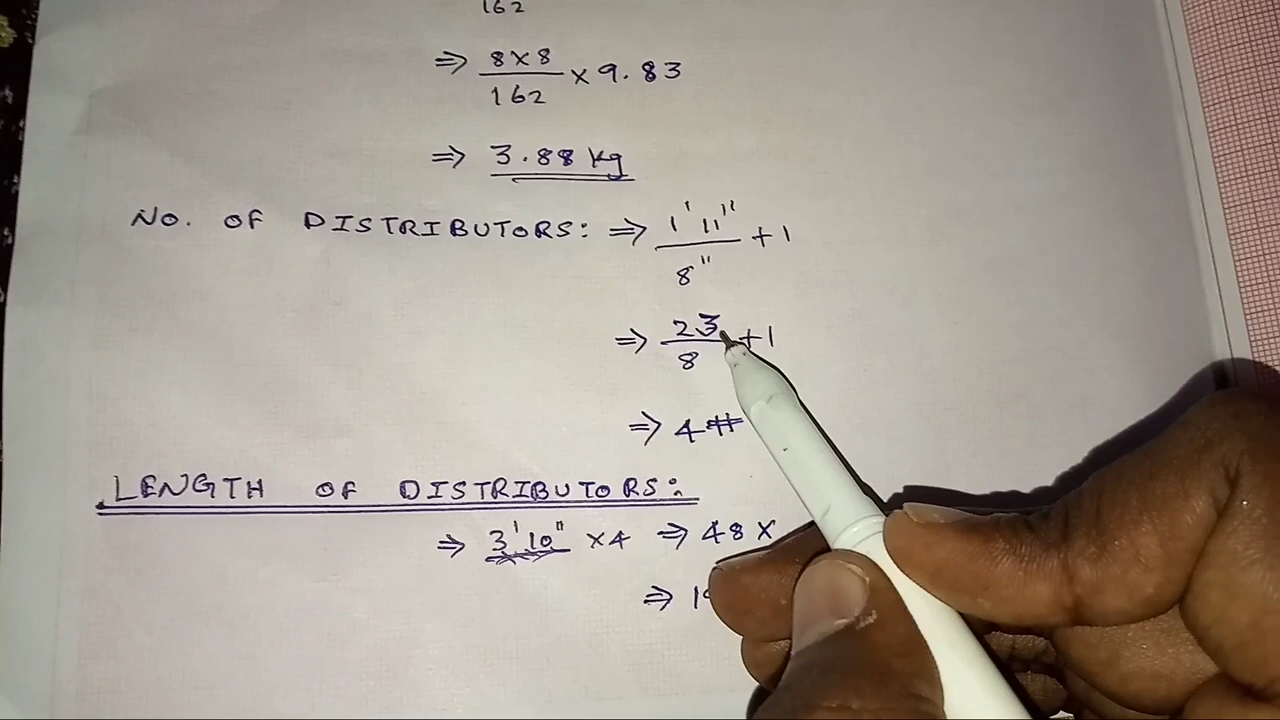 162
⇒ 8×8/162 × 9.83
⇒ 3.88 kg
NO. OF DISTRIBUTORS: ⇒ 1'11"/8" + 1
⇒ 23/8 + 1
⇒ 4#
LENGTH OF DISTRIBUTORS:
⇒ 3'10" ×4 ⇒ 48 ×
⇒